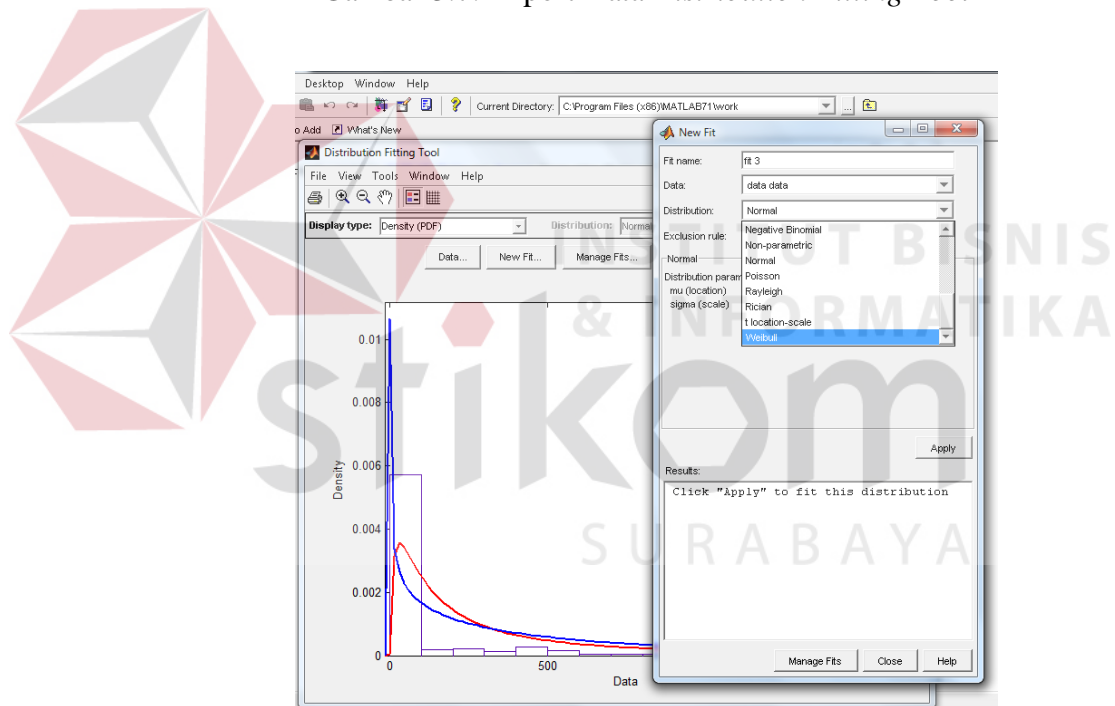 Desktop Window Help
Current Directory: C:\Program Files (x86)\MATLAB71\work
o Add What's New
Distribution Fitting Tool
File View Tools Window Help
Display type: Density (PDF) Distribution: Norma
Data... New Fit... Manage Fits...
0.01
0.008
0.006
0.004
0.002
0
Density
0 500
Data
New Fit
Fit name: fit 3
Data: data data
Distribution: Normal
Exclusion rule:
Negative Binomial
Non-parametric
Normal
Poisson
Rayleigh
Rician
t location-scale
Weibull
Normal
Distribution param
mu (location)
sigma (scale)
Apply
Results:
Click "Apply" to fit this distribution
Manage Fits Close Help
INSTITUT BISNIS
& INFORMATIKA
stikom
SURABAYA